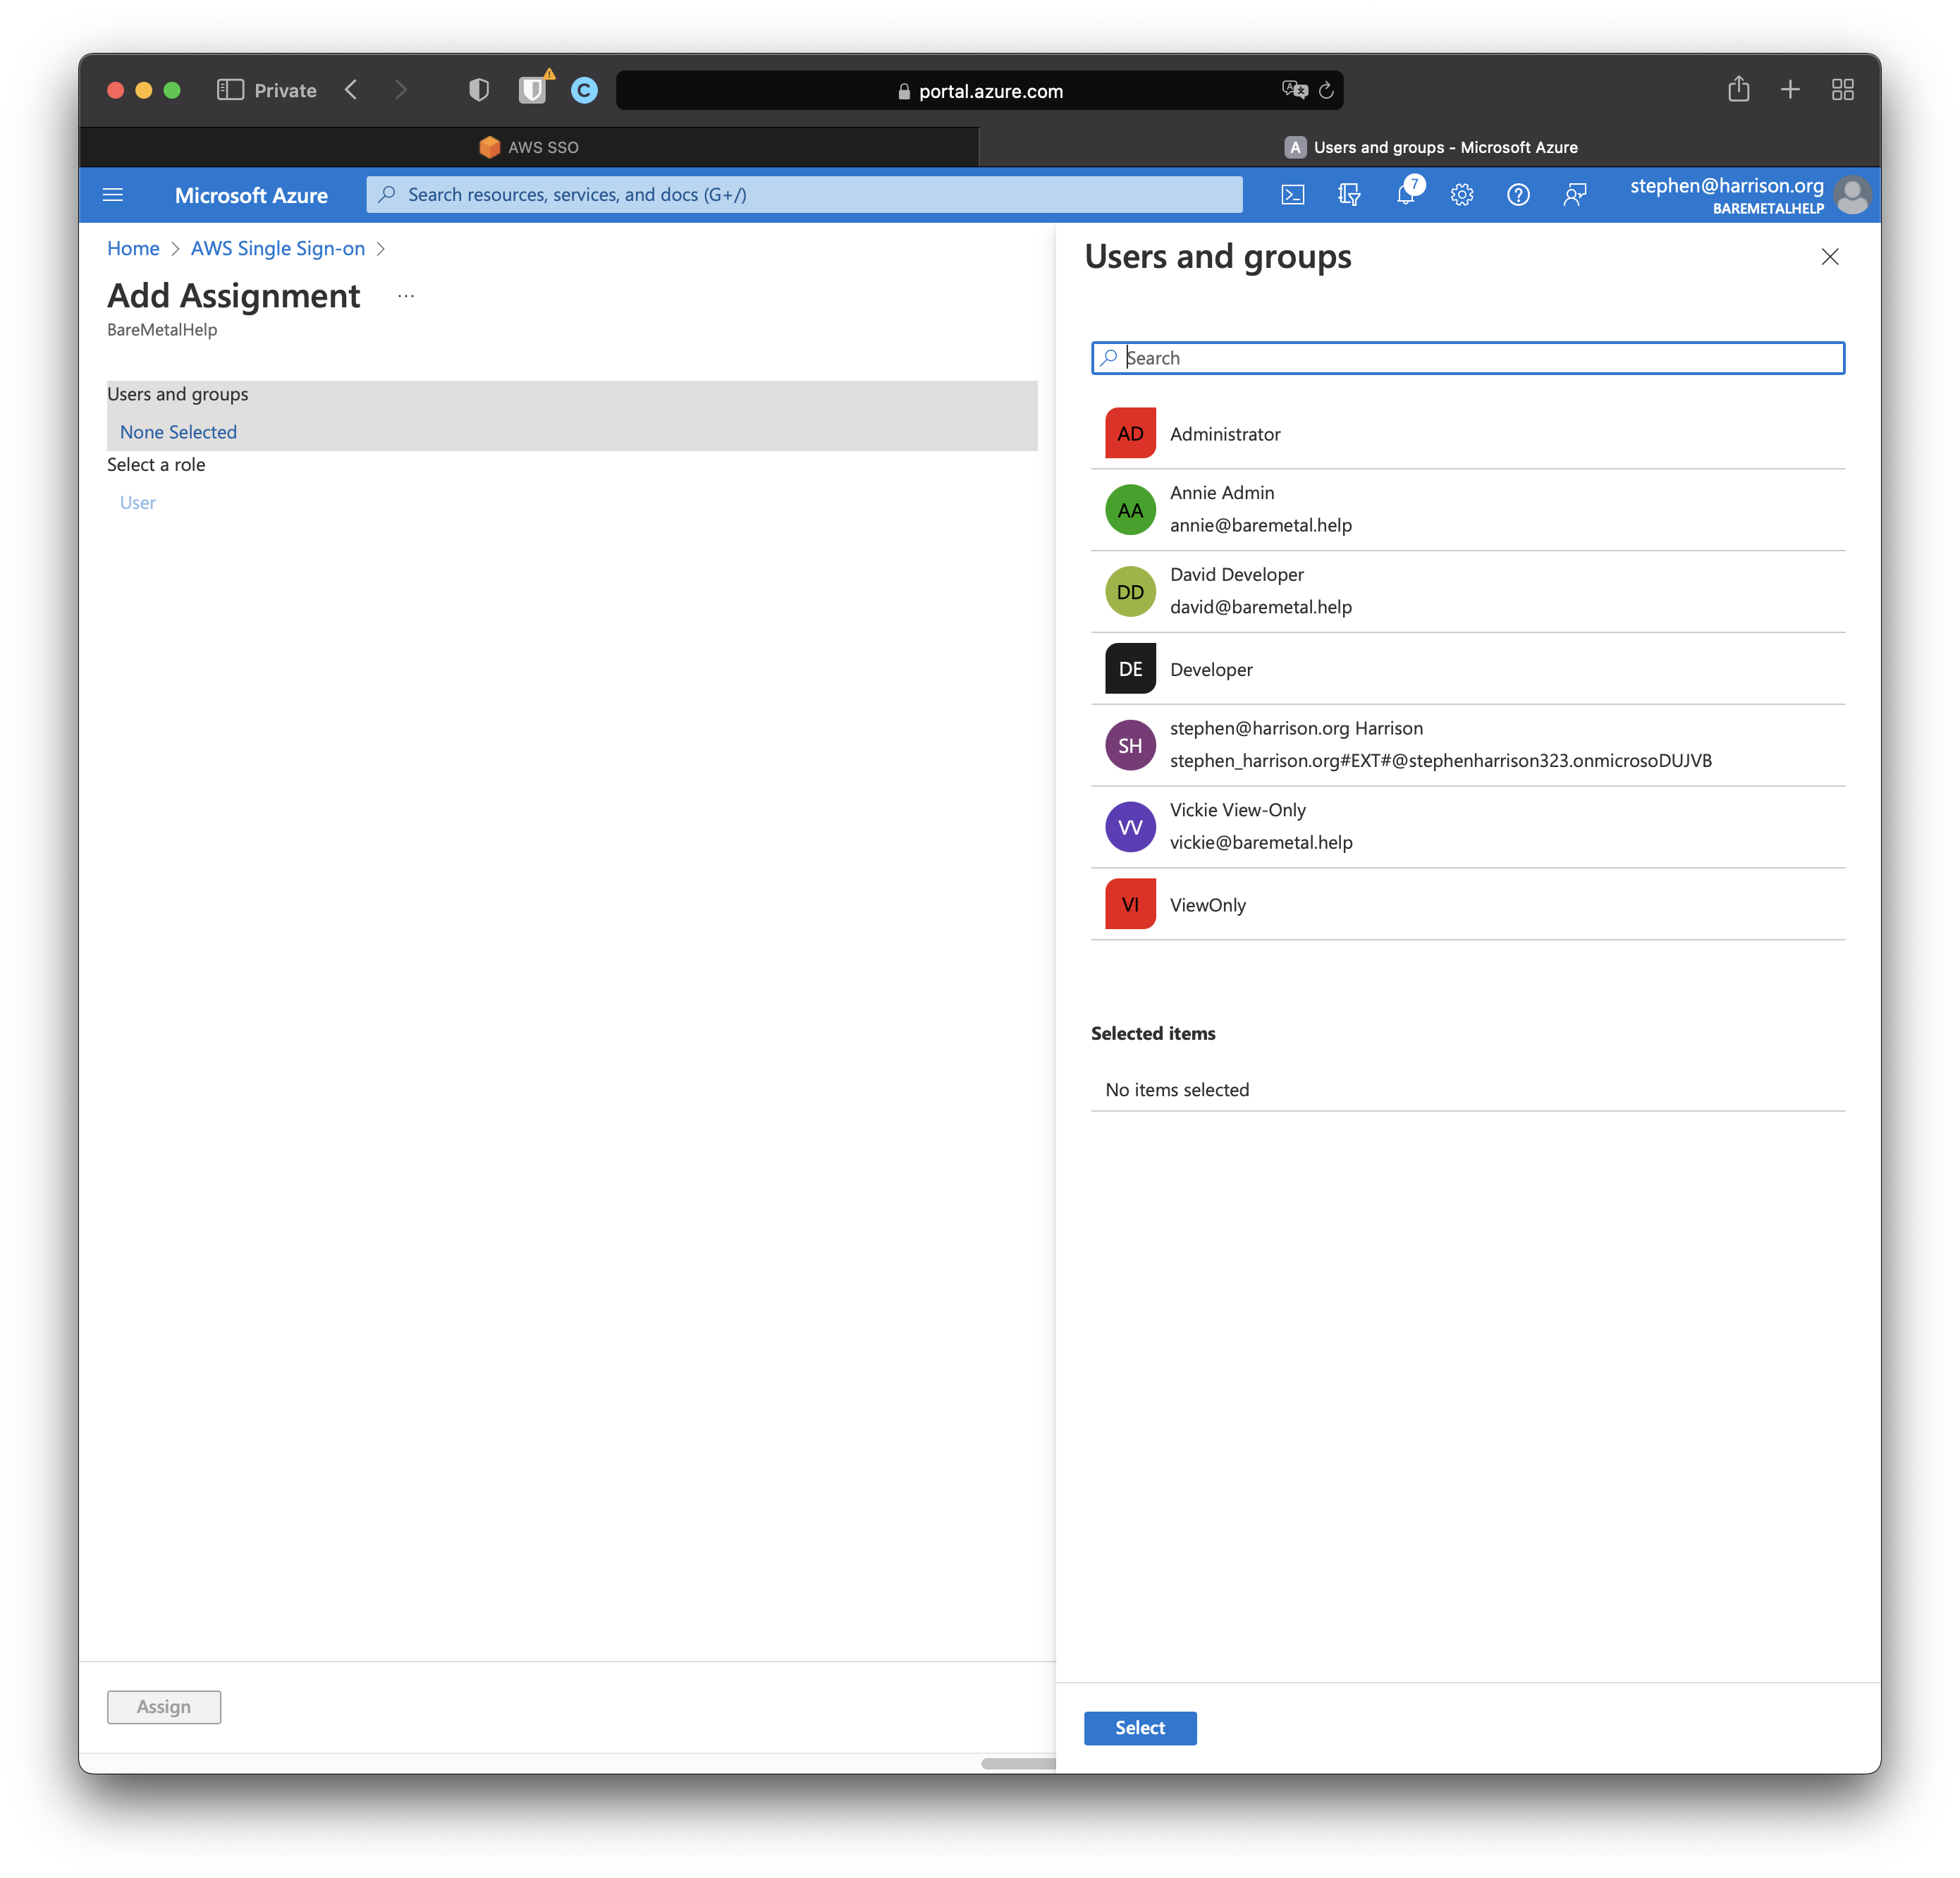 Private
C
portal.azure.com
AWS SSO
A Users and groups - Microsoft Azure
Microsoft Azure
Search resources, services, and docs (G+/)
7
stephen@harrison.org
BAREMETALHELP
Home > AWS Single Sign-on >
Add Assignment ...
BareMetalHelp
Users and groups
None Selected
Select a role
User
Assign
Users and groups
Search
AD Administrator
AA Annie Admin
annie@baremetal.help
DD David Developer
david@baremetal.help
DE Developer
SH stephen@harrison.org Harrison
stephen_harrison.org#EXT#@stephenharrison323.onmicrosoDUJVB
VV Vickie View-Only
vickie@baremetal.help
VI ViewOnly
Selected items
No items selected
Select